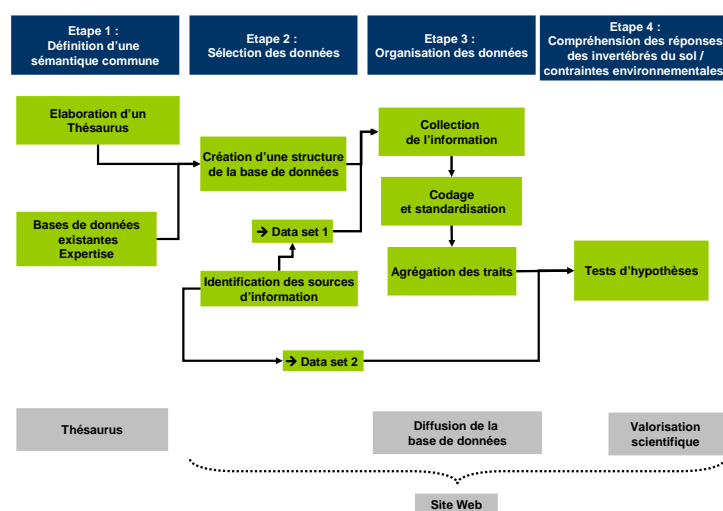 Etape 1 :
Définition d'une
sémantique commune
Etape 2 :
Sélection des données
Etape 3 :
Organisation des données
Etape 4 :
Compréhension des réponses
des invertébrés du sol /
contraintes environnementales
Elaboration d'un
Thésaurus
Bases de données
existantes
Expertise
Création d'une structure
de la base de données
→ Data set 1
Identification des sources
d'information
→ Data set 2
Collection
de l'information
Codage
et standardisation
Agrégation des traits
Tests d'hypothèses
Thésaurus
Diffusion de la
base de données
Valorisation
scientifique
Site Web